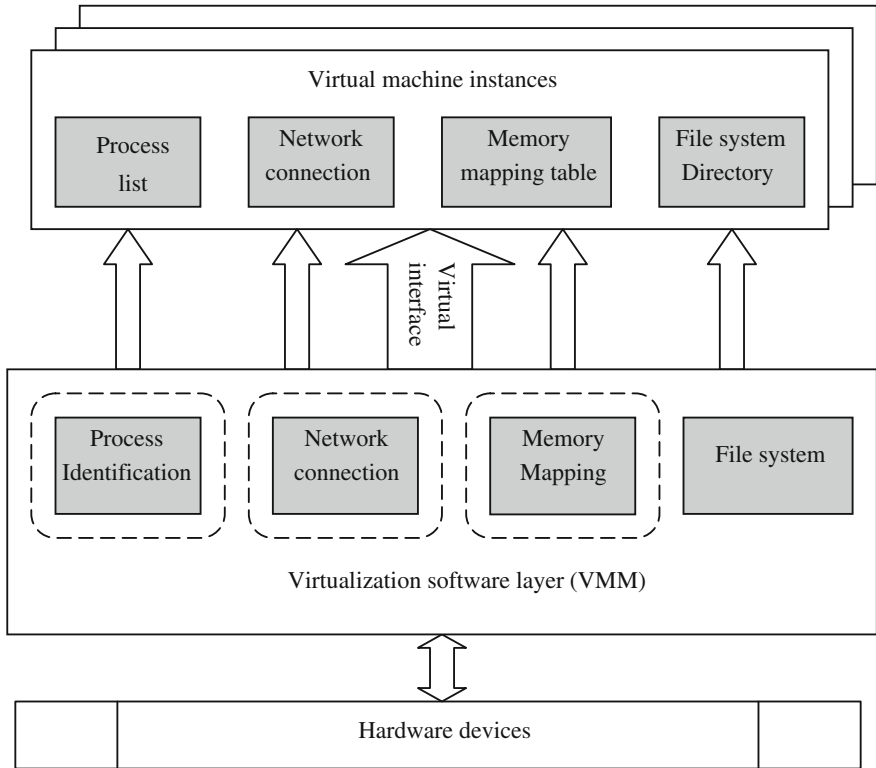 Virtual machine instances
Process
list
Network
connection
Memory
mapping table
File system
Directory
Virtual
interface
Process
Identification
Network
connection
Memory
Mapping
File system
Virtualization software layer (VMM)
Hardware devices